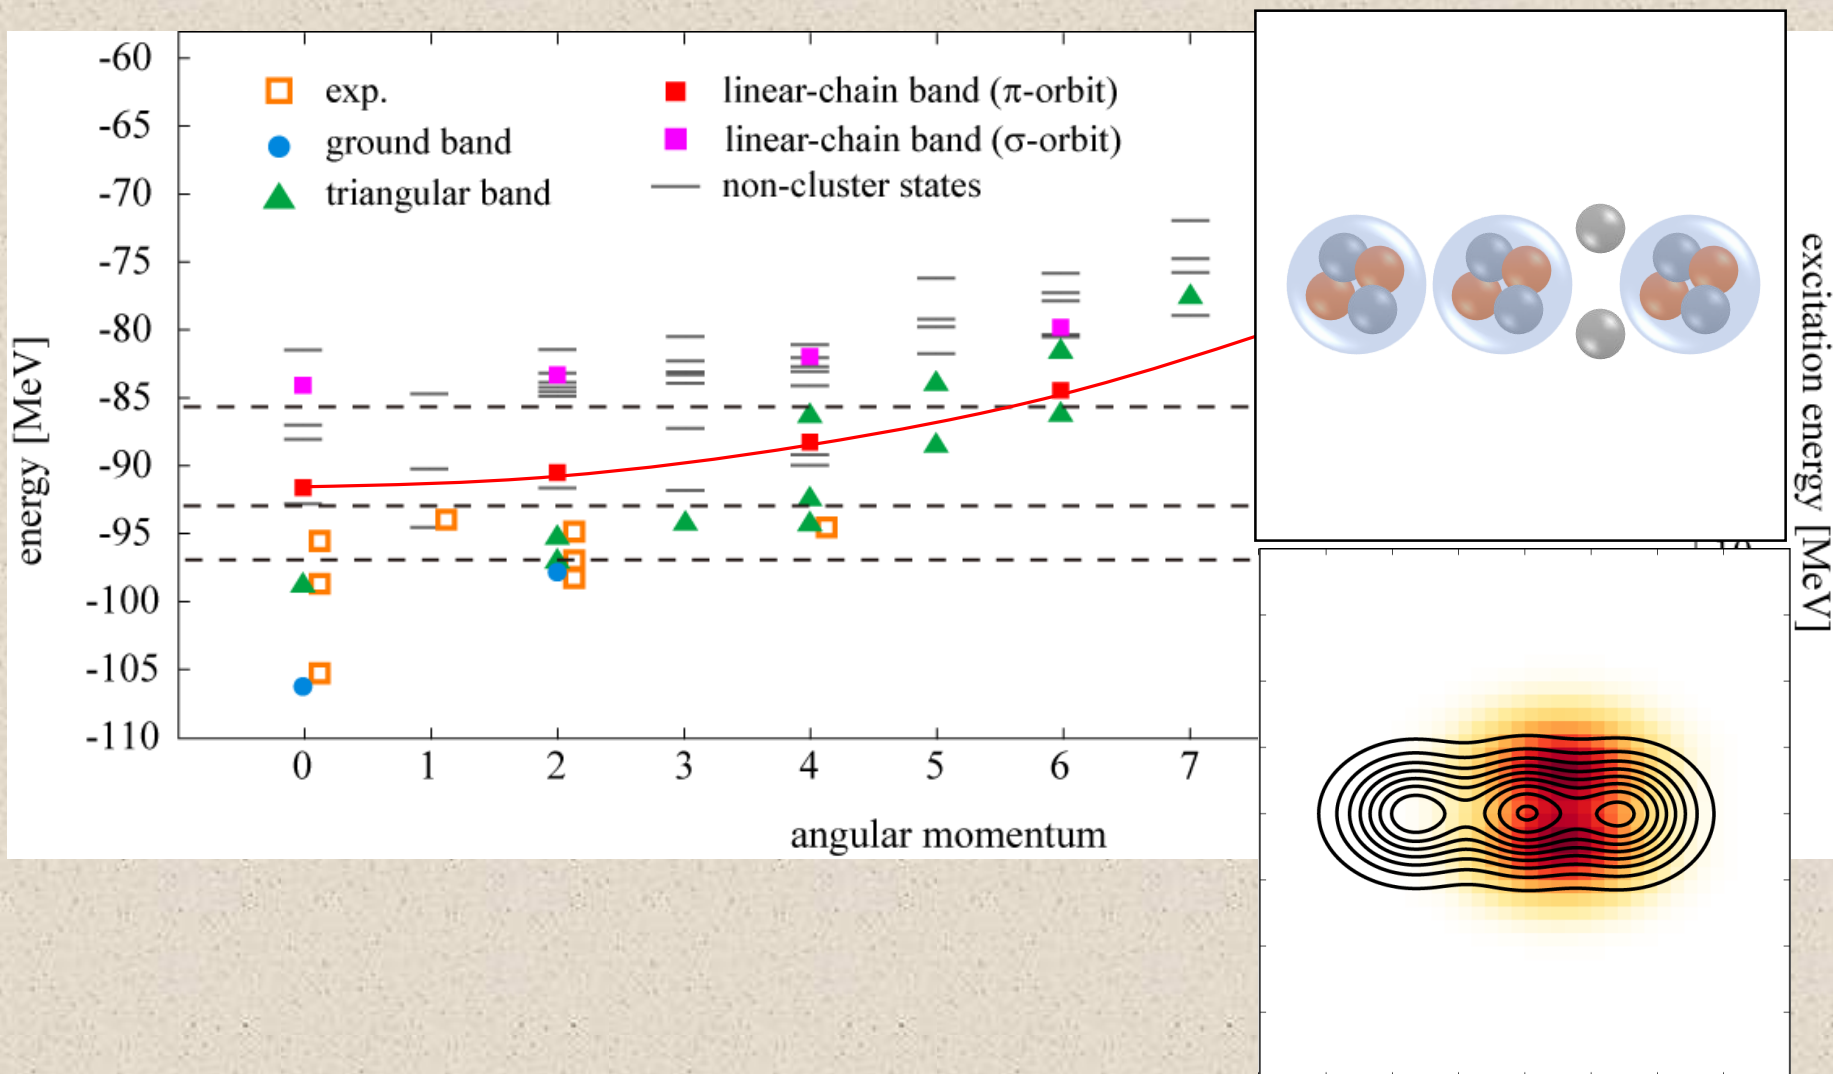 -60
-65
-70
-75
-80
-85
-90
-95
-100
-105
-110
energy [MeV]
exp.
ground band
triangular band
linear-chain band (π-orbit)
linear-chain band (σ-orbit)
non-cluster states
0 1 2 3 4 5 6 7
angular momentum
excitation energy [MeV]